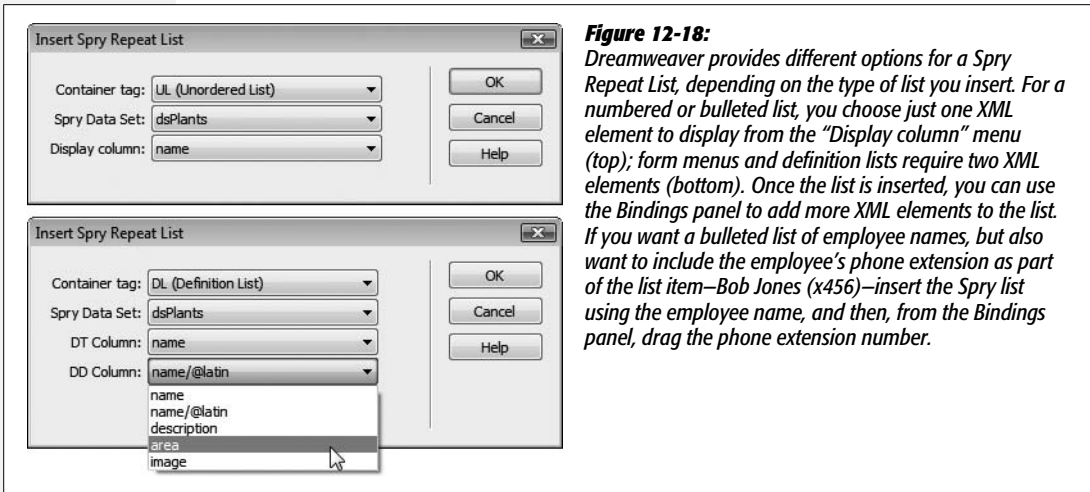 Insert Spry Repeat List
Container tag: UL (Unordered List)
Spry Data Set: dsPlants
Display column: name
OK
Cancel
Help
Insert Spry Repeat List
Container tag: DL (Definition List)
Spry Data Set: dsPlants
DT Column: name
DD Column: name/@latin
name
name/@latin
description
area
image
OK
Cancel
Help
Figure 12-18:
Dreamweaver provides different options for a Spry
Repeat List, depending on the type of list you insert. For a
numbered or bulleted list, you choose just one XML
element to display from the “Display column” menu
(top); form menus and definition lists require two XML
elements (bottom). Once the list is inserted, you can use
the Bindings panel to add more XML elements to the list.
If you want a bulleted list of employee names, but also
want to include the employee’s phone extension as part
of the list item—Bob Jones (x456)—insert the Spry list
using the employee name, and then, from the Bindings
panel, drag the phone extension number.